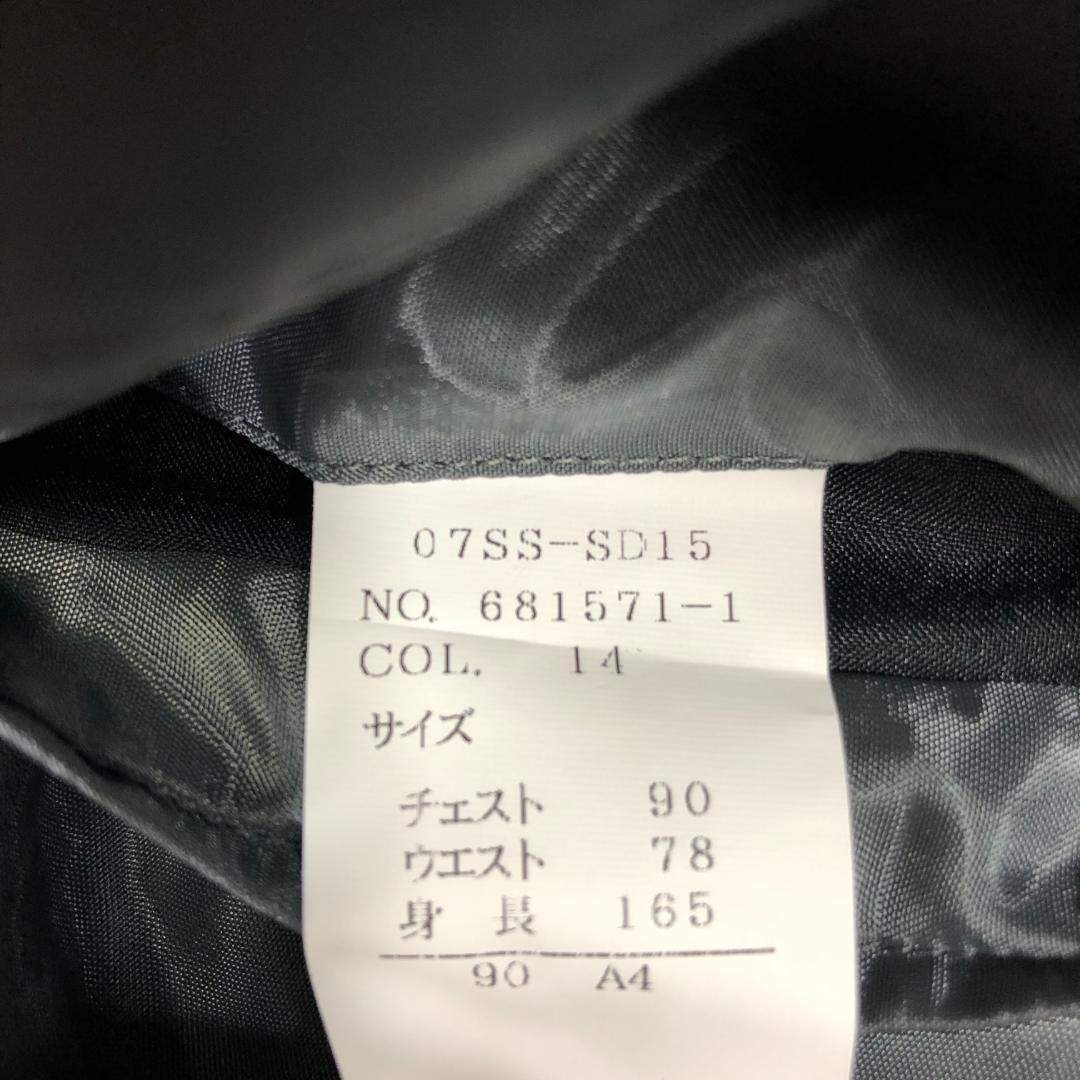 07SS-SD15
NO. 681571-1
COL. 14
サイズ
チェスト 90
ウエスト 78
身長 165
90 A4